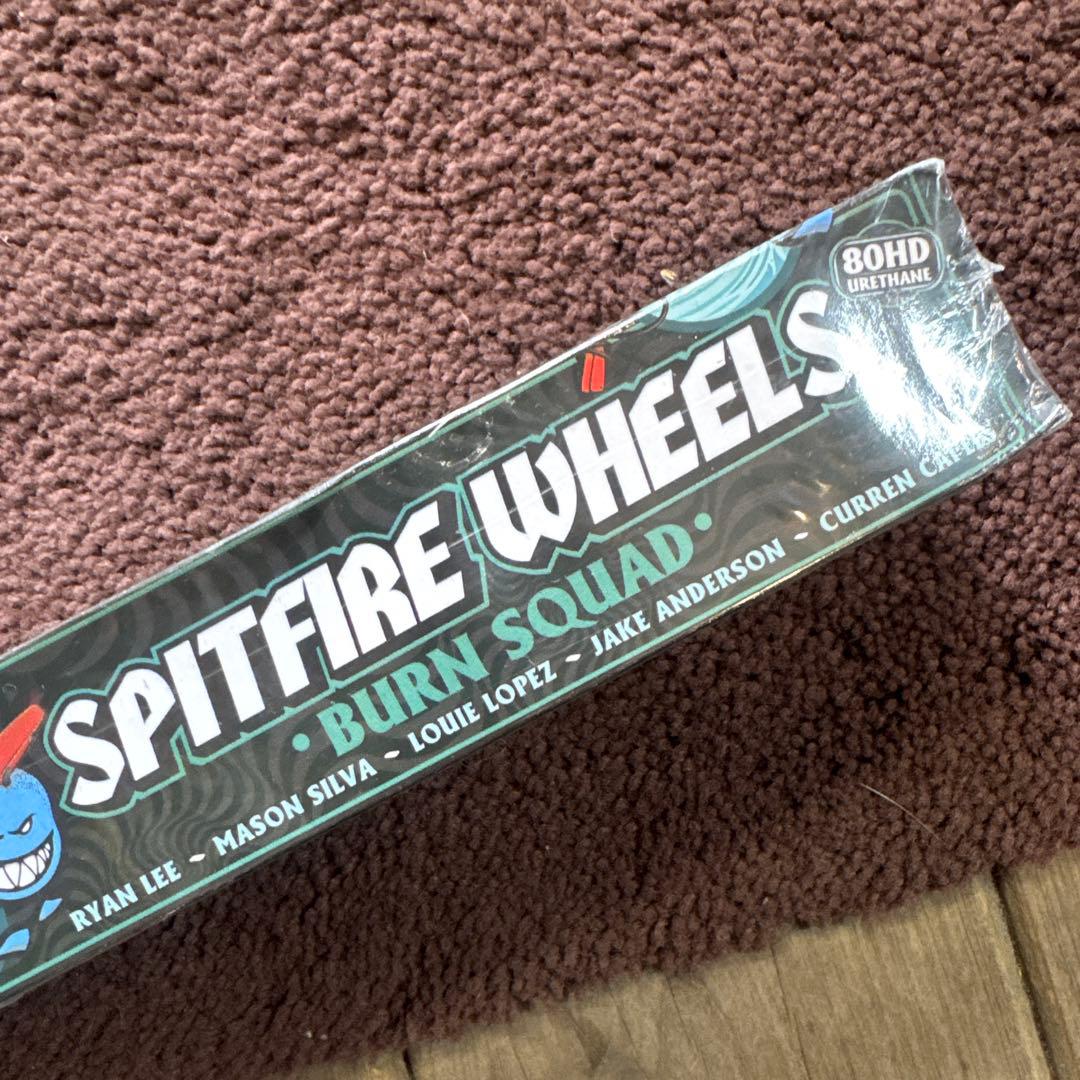 80HD
URETHANE
SPITFIRE WHEELS
• BURN SQUAD •
RYAN LEE ~ MASON SILVA ~ LOUIE LOPEZ ~ JAKE ANDERSON ~ CURREN